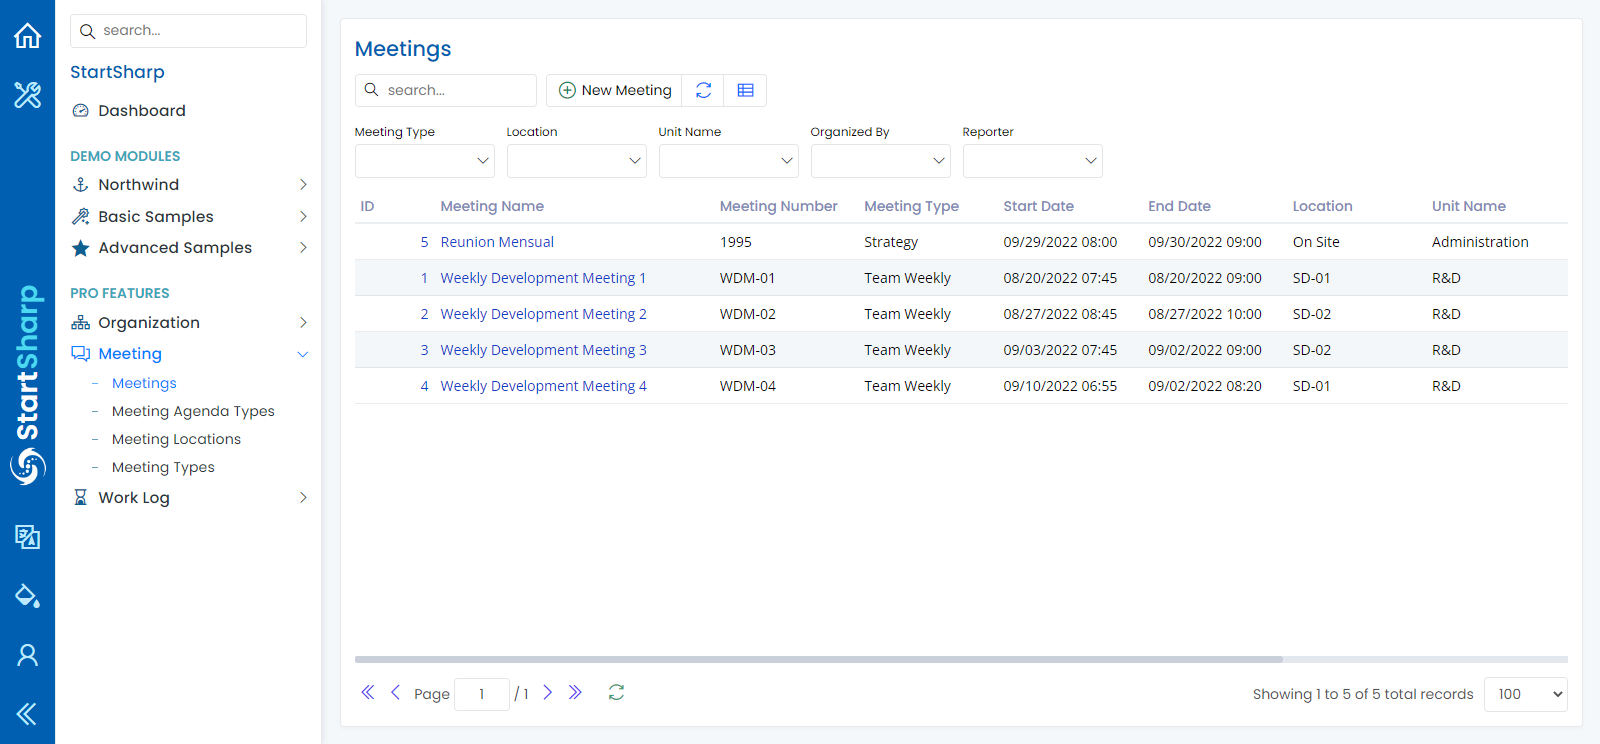 StartSharp
search...
StartSharp
Dashboard
DEMO MODULES
Northwind
Basic Samples
Advanced Samples
PRO FEATURES
Organization
Meeting
- Meetings
- Meeting Agenda Types
- Meeting Locations
- Meeting Types
Work Log
Meetings
search... New Meeting
Meeting Type Location Unit Name Organized By Reporter
ID Meeting Name Meeting Number Meeting Type Start Date End Date Location Unit Name
5 Reunion Mensual 1995 Strategy 09/29/2022 08:00 09/30/2022 09:00 On Site Administration
1 Weekly Development Meeting 1 WDM-01 Team Weekly 08/20/2022 07:45 08/20/2022 09:00 SD-01 R&D
2 Weekly Development Meeting 2 WDM-02 Team Weekly 08/27/2022 08:45 08/27/2022 10:00 SD-02 R&D
3 Weekly Development Meeting 3 WDM-03 Team Weekly 09/03/2022 07:45 09/02/2022 09:00 SD-02 R&D
4 Weekly Development Meeting 4 WDM-04 Team Weekly 09/10/2022 06:55 09/02/2022 08:20 SD-01 R&D
Page 1 / 1 Showing 1 to 5 of 5 total records 100